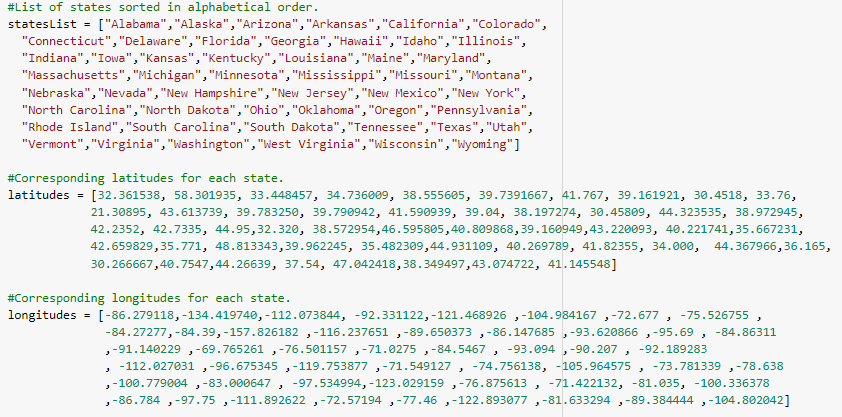 #List of states sorted in alphabetical order.
statesList = ["Alabama","Alaska","Arizona","Arkansas","California","Colorado",
"Connecticut","Delaware","Florida","Georgia","Hawaii","Idaho","Illinois",
"Indiana","Iowa","Kansas","Kentucky","Louisiana","Maine","Maryland",
"Massachusetts","Michigan","Minnesota","Mississippi","Missouri","Montana",
"Nebraska","Nevada","New Hampshire","New Jersey","New Mexico","New York",
"North Carolina","North Dakota","Ohio","Oklahoma","Oregon","Pennsylvania",
"Rhode Island","South Carolina","South Dakota","Tennessee","Texas","Utah",
"Vermont","Virginia","Washington","West Virginia","Wisconsin","Wyoming"]
#Corresponding latitudes for each state.
latitudes = [32.361538, 58.301935, 33.448457, 34.736009, 38.555605, 39.7391667, 41.767, 39.161921, 30.4518, 33.76,
21.30895, 43.613739, 39.783250, 39.790942, 41.590939, 39.04, 38.197274, 30.45809, 44.323535, 38.972945,
42.2352, 42.7335, 44.95,32.320, 38.572954,46.595805,40.809868,39.160949,43.220093, 40.221741,35.667231,
42.659829,35.771, 48.813343,39.962245, 35.482309,44.931109, 40.269789, 41.82355, 34.000,  44.367966,36.165,
30.266667,40.7547,44.26639, 37.54, 47.042418,38.349497,43.074722, 41.145548]
#Corresponding longitudes for each state.
longitudes = [-86.279118,-134.419740,-112.073844, -92.331122,-121.468926 ,-104.984167 ,-72.677 , -75.526755 ,
-84.27277,-84.39,-157.826182 ,-116.237651 ,-89.650373 ,-86.147685 ,-93.620866 ,-95.69 , -84.86311
,-91.140229 ,-69.765261 ,-76.501157 ,-71.0275 ,-84.5467 , -93.094 ,-90.207 , -92.189283
, -112.027031 ,-96.675345 ,-119.753877 ,-71.549127 , -74.756138, -105.964575 , -73.781339 ,-78.638
,-100.779004 ,-83.000647 , -97.534994,-123.029159 ,-76.875613 , -71.422132, -81.035, -100.336378
,-86.784 ,-97.75 ,-111.892622 ,-72.57194 ,-77.46 ,-122.893077 ,-81.633294 ,-89.384444 ,-104.802042]